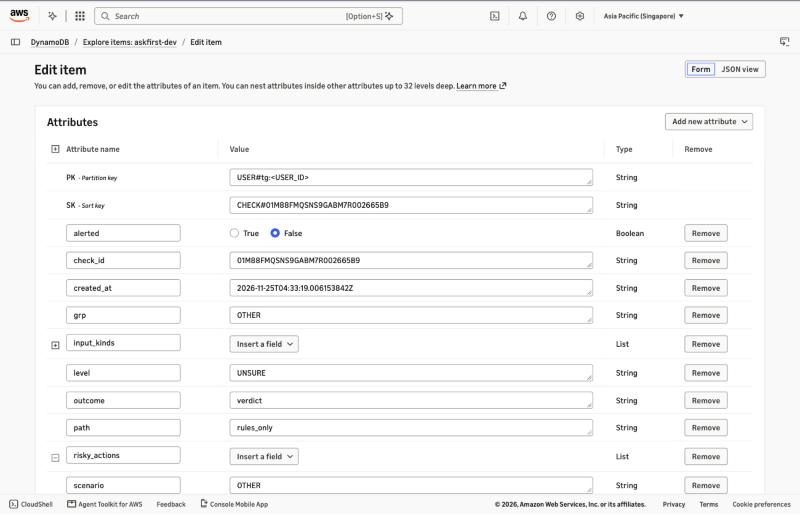 aws
Search [Option+S]
Asia Pacific (Singapore) ▼
DynamoDB / Explore items: askfirst-dev / Edit item
Edit item
Form JSON view
You can add, remove, or edit the attributes of an item. You can nest attributes inside other attributes up to 32 levels deep. Learn more
Attributes
Add new attribute
Attribute name Value Type Remove
PK - Partition key USER#tg:<USER_ID> String
SK - Sort key CHECK#01M88FMQSNS9GABM7R002665B9 String
alerted True False Boolean Remove
check_id 01M88FMQSNS9GABM7R002665B9 String Remove
created_at 2026-11-25T04:33:19.006153842Z String Remove
grp OTHER String Remove
input_kinds Insert a field List Remove
level UNSURE String Remove
outcome verdict String Remove
path rules_only String Remove
risky_actions Insert a field List Remove
scenario OTHER String Remove
CloudShell Agent Toolkit for AWS Feedback Console Mobile App © 2026, Amazon Web Services, Inc. or its affiliates. Privacy Terms Cookie preferences